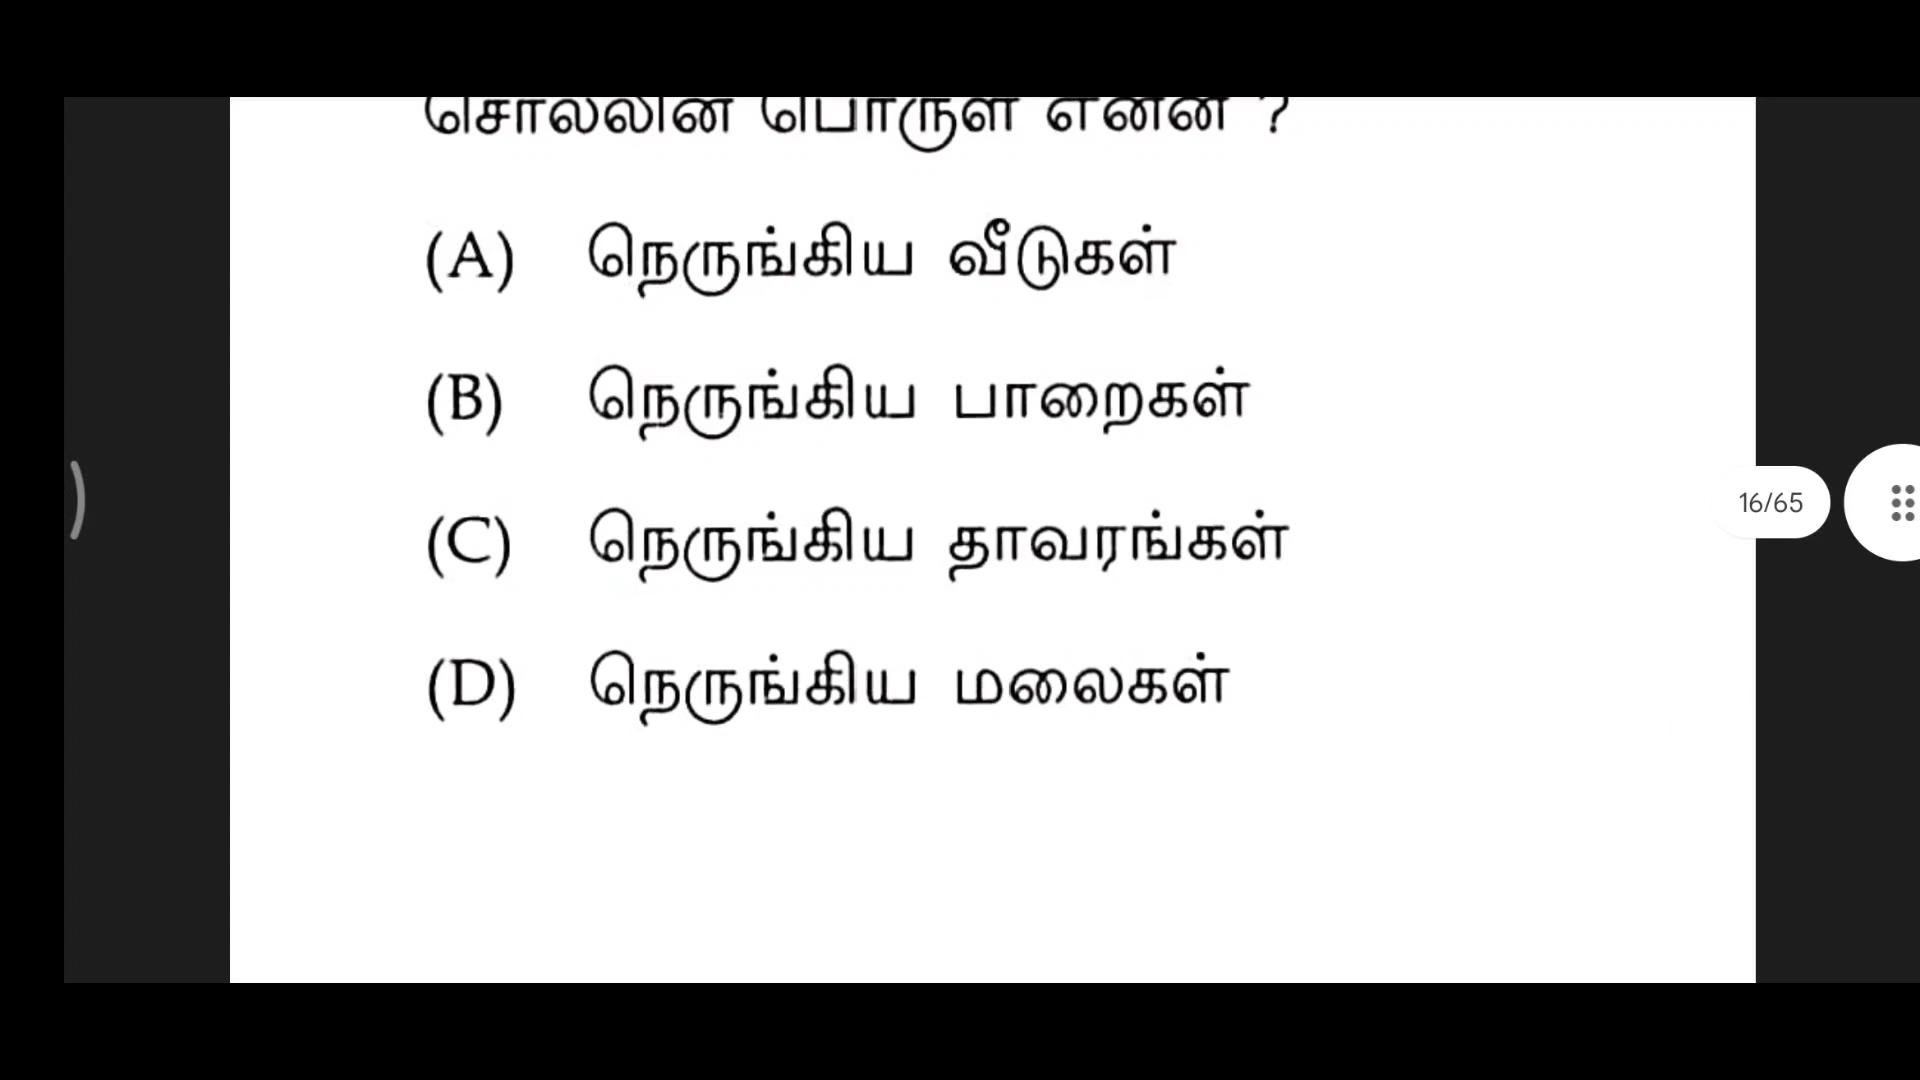 சொல்லின் பொருள் என்ன ?
(A) நெருங்கிய வீடுகள்
(B) நெருங்கிய பாறைகள்
(C) நெருங்கிய தாவரங்கள்
16/65
(D) நெருங்கிய மலைகள்